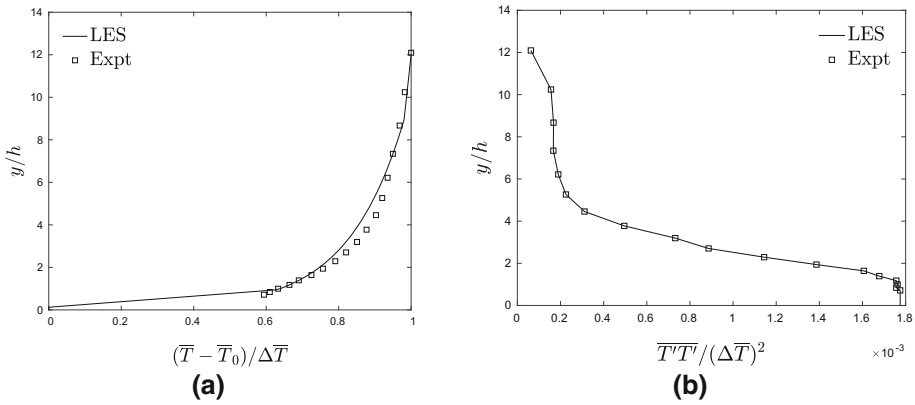 14
12
10
8
6
4
2
0
y/h
LES
Expt
0 0.2 0.4 0.6 0.8 1
(T̅ − T̅₀)/ΔT̅
(a)
14
12
10
8
6
4
2
0
y/h
LES
Expt
0 0.2 0.4 0.6 0.8 1 1.2 1.4 1.6 1.8
×10⁻³
T̅'̅T̅'̅/(ΔT̅)²
(b)